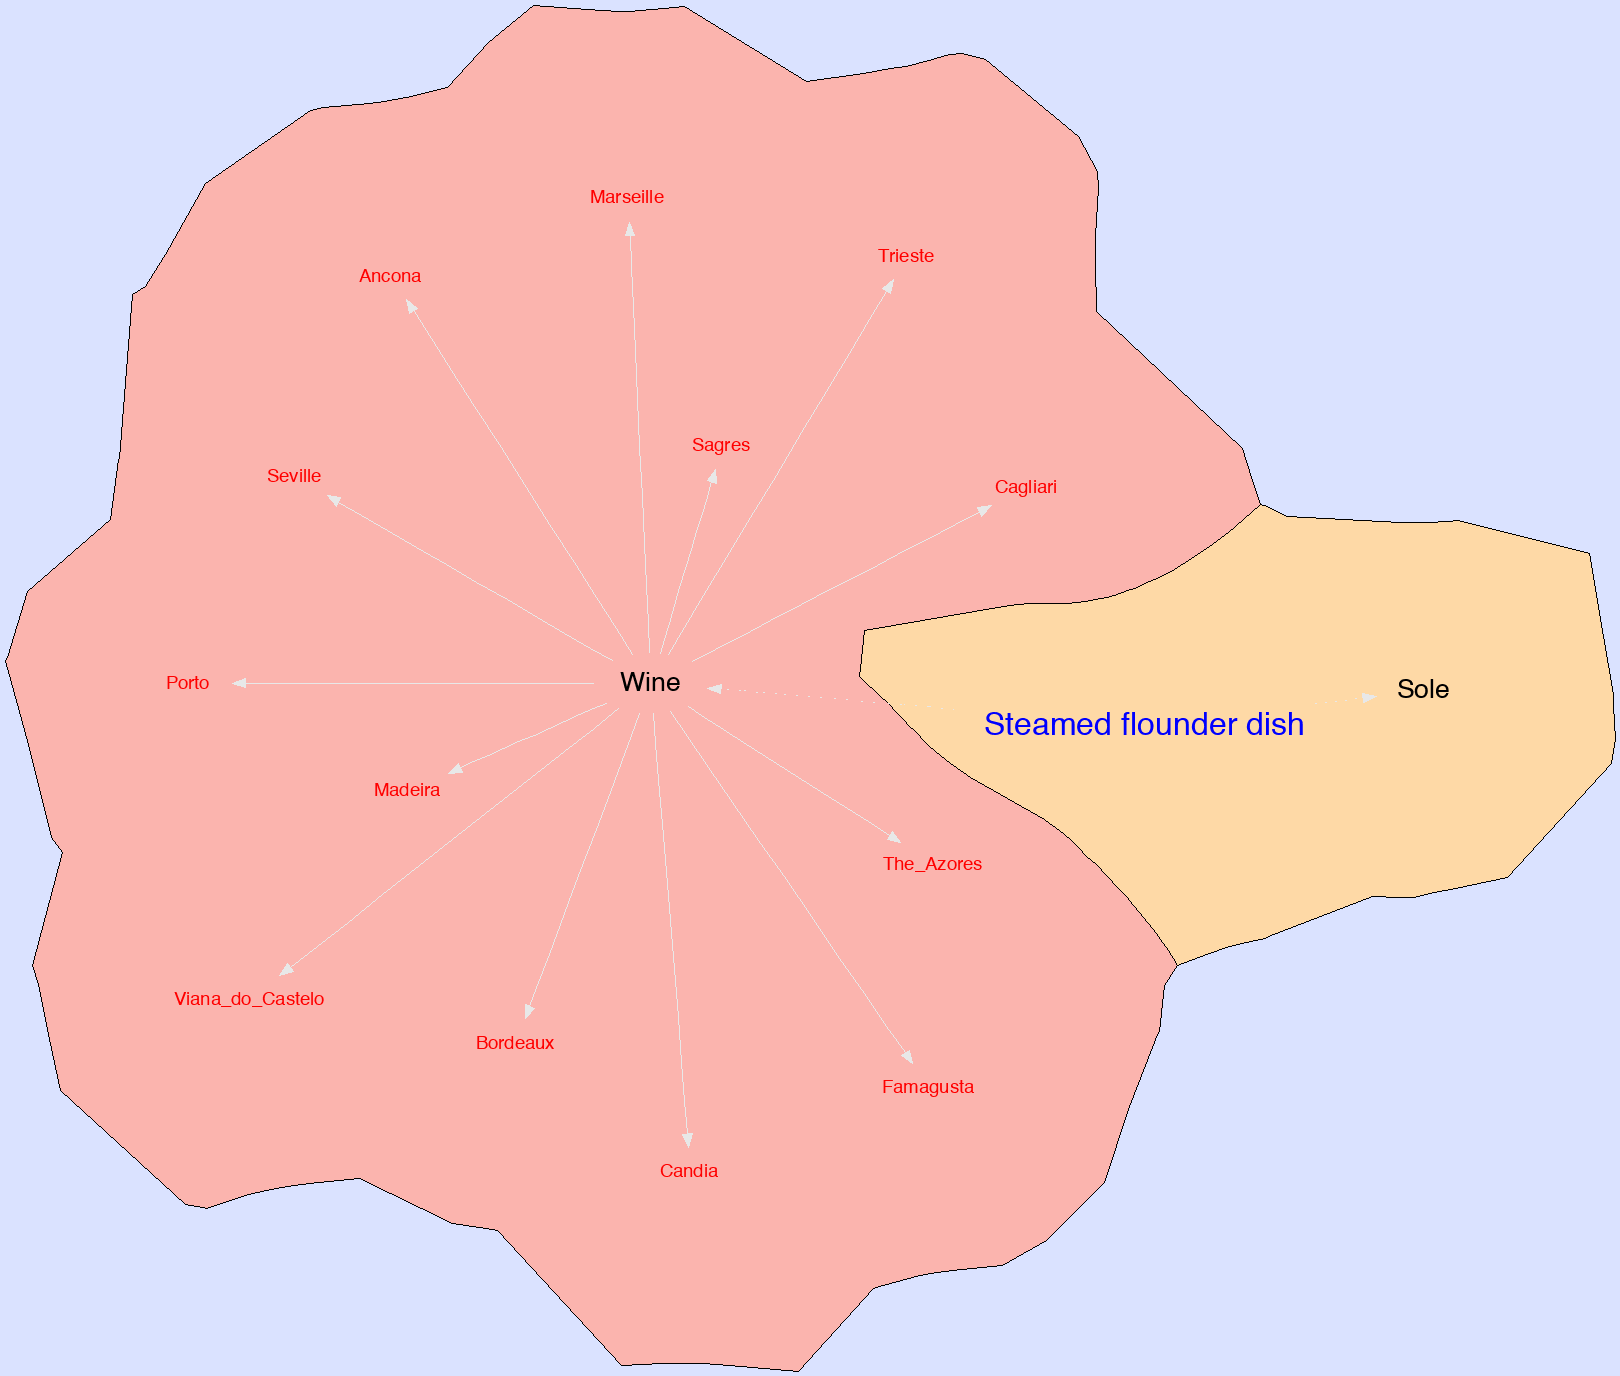 Marseille
Trieste
Ancona
Sagres
Seville
Cagliari
Porto
Wine
Sole
Steamed flounder dish
Madeira
The_Azores
Viana_do_Castelo
Bordeaux
Famagusta
Candia